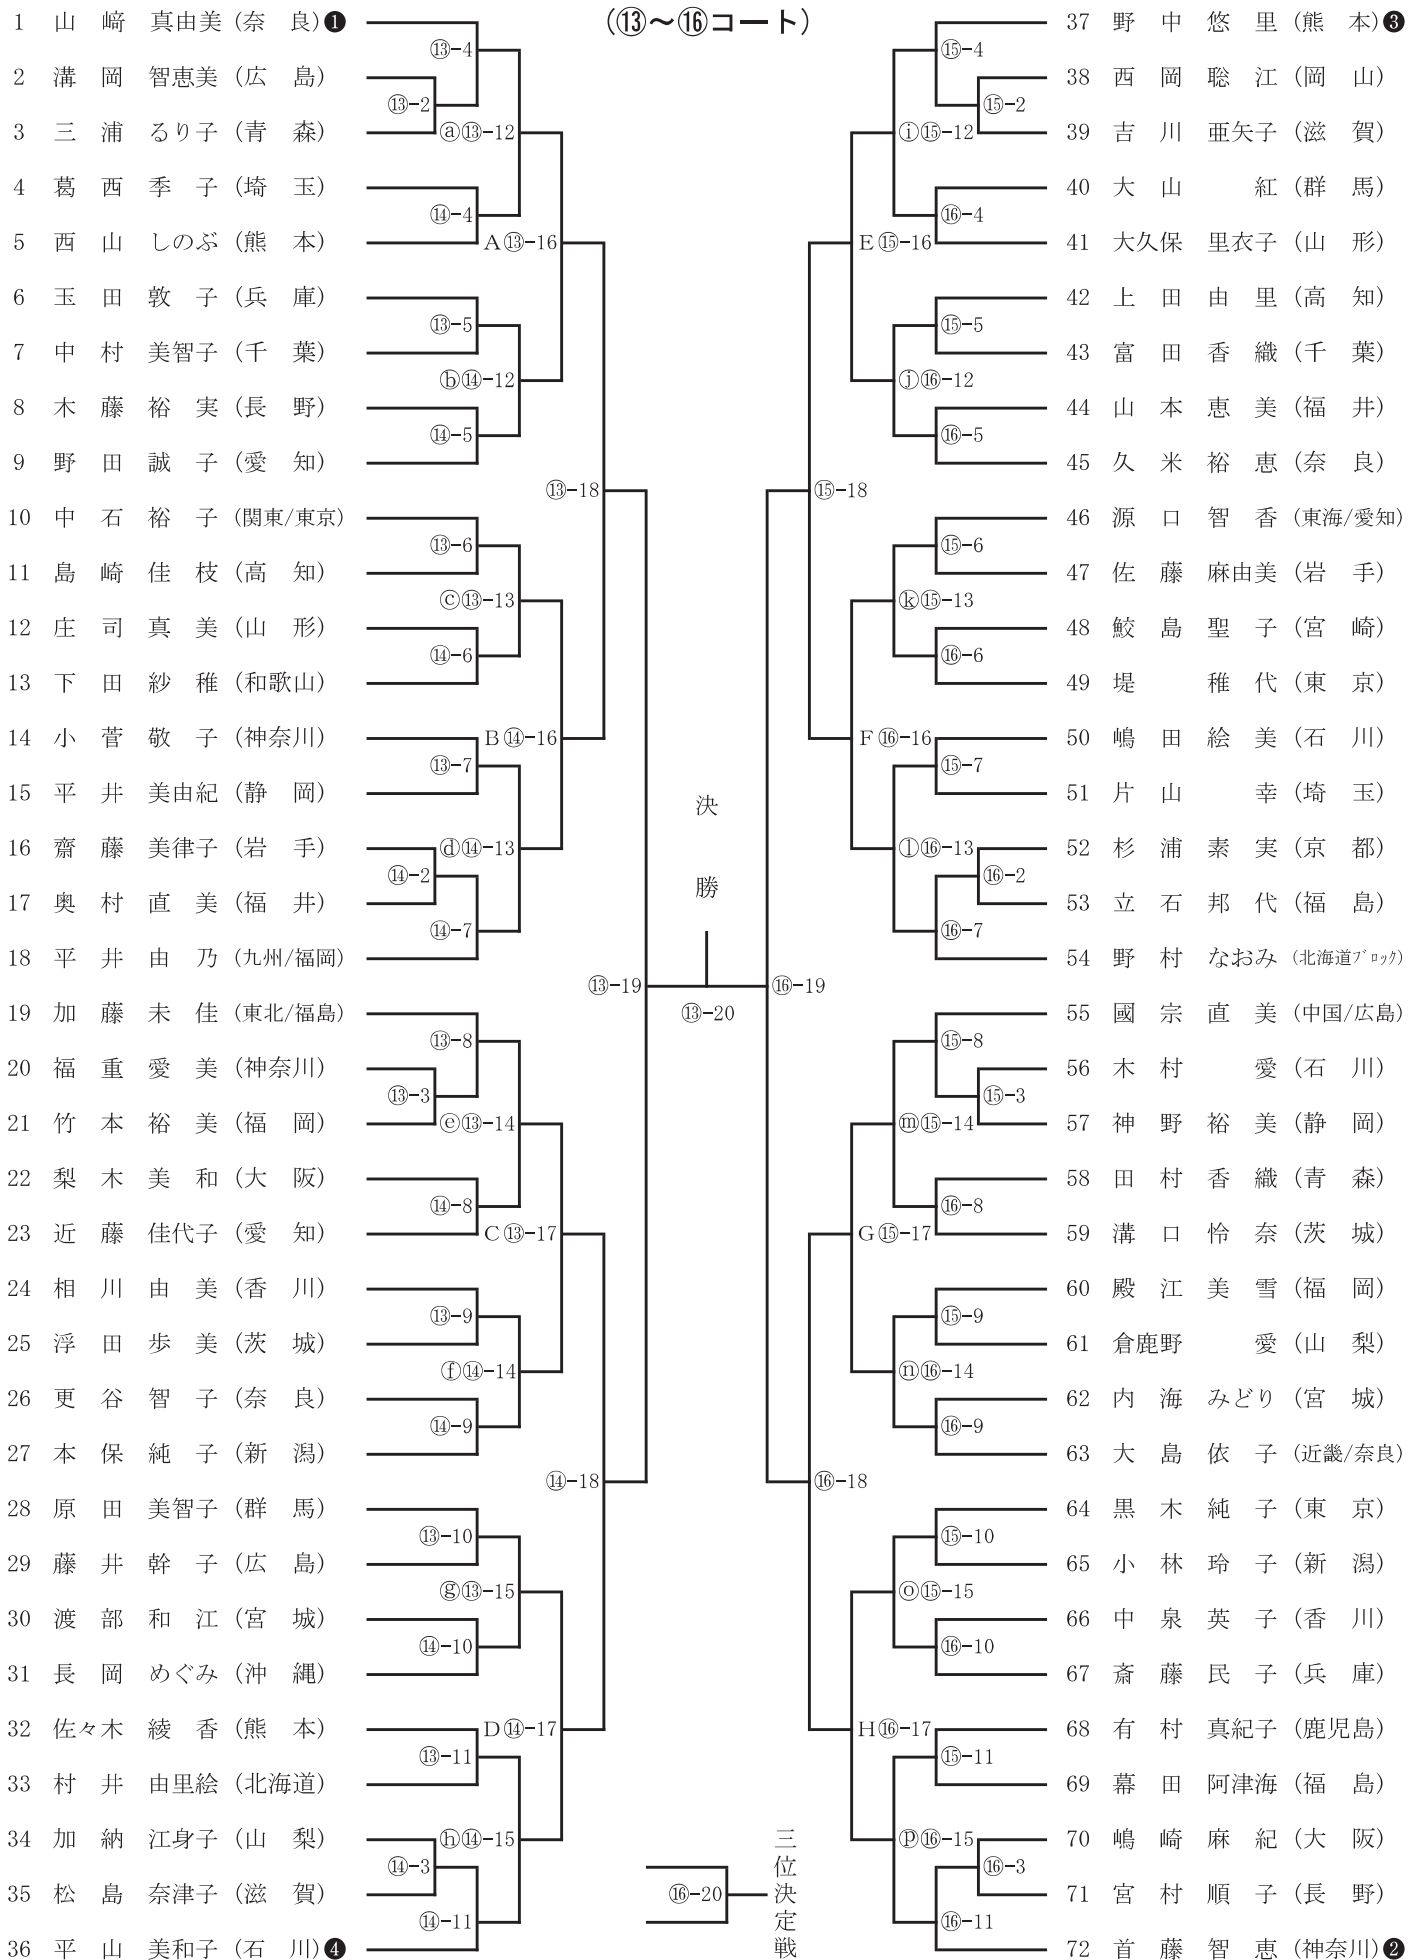 (⑬～⑯コート)
1 山﨑 真由美 (奈良) ❶
⑬-4
2 溝岡 智恵美 (広島)
⑬-2
3 三浦 るり子 (青森)
ⓐ⑬-12
4 葛西 季子 (埼玉)
⑭-4
5 西山 しのぶ (熊本)
A⑬-16
6 玉田 敦子 (兵庫)
⑬-5
7 中村 美智子 (千葉)
ⓑ⑭-12
8 木藤 裕実 (長野)
⑭-5
9 野田 誠子 (愛知)
⑬-18
10 中石 裕子 (関東/東京)
⑬-6
11 島崎 佳枝 (高知)
ⓒ⑬-13
12 庄司 真美 (山形)
⑭-6
13 下田 紗稚 (和歌山)
14 小菅 敬子 (神奈川)
B⑭-16
⑬-7
15 平井 美由紀 (静岡)
16 齋藤 美律子 (岩手)
ⓓ⑭-13
⑭-2
17 奥村 直美 (福井)
⑭-7
18 平井 由乃 (九州/福岡)
⑬-19
19 加藤 未佳 (東北/福島)
⑬-8
20 福重 愛美 (神奈川)
⑬-3
21 竹本 裕美 (福岡)
ⓔ⑬-14
22 梨木 美和 (大阪)
⑭-8
23 近藤 佳代子 (愛知)
C⑬-17
24 相川 由美 (香川)
⑬-9
25 浮田 歩美 (茨城)
ⓕ⑭-14
26 更谷 智子 (奈良)
⑭-9
27 本保 純子 (新潟)
⑭-18
28 原田 美智子 (群馬)
⑬-10
29 藤井 幹子 (広島)
ⓖ⑬-15
30 渡部 和江 (宮城)
⑭-10
31 長岡 めぐみ (沖縄)
32 佐々木 綾香 (熊本)
D⑭-17
⑬-11
33 村井 由里絵 (北海道)
34 加納 江身子 (山梨)
ⓗ⑭-15
⑭-3
35 松島 奈津子 (滋賀)
⑭-11
36 平山 美和子 (石川) ❹
決勝
⑬-20
三位決定戦
⑯-20
37 野中 悠里 (熊本) ❸
⑮-4
38 西岡 聡江 (岡山)
⑮-2
39 吉川 亜矢子 (滋賀)
ⓘ⑮-12
40 大山 紅 (群馬)
⑯-4
41 大久保 里衣子 (山形)
E⑮-16
42 上田 由里 (高知)
⑮-5
43 富田 香織 (千葉)
ⓙ⑯-12
44 山本 恵美 (福井)
⑯-5
45 久米 裕恵 (奈良)
⑮-18
46 源口 智香 (東海/愛知)
⑮-6
47 佐藤 麻由美 (岩手)
ⓚ⑮-13
48 鮫島 聖子 (宮崎)
⑯-6
49 堤 稚代 (東京)
50 嶋田 絵美 (石川)
F⑯-16
⑮-7
51 片山 幸 (埼玉)
52 杉浦 素実 (京都)
ⓛ⑯-13
⑯-2
53 立石 邦代 (福島)
⑯-7
54 野村 なおみ (北海道ﾌﾞﾛｯｸ)
⑯-19
55 國宗 直美 (中国/広島)
⑮-8
56 木村 愛 (石川)
⑮-3
57 神野 裕美 (静岡)
ⓜ⑮-14
58 田村 香織 (青森)
⑯-8
59 溝口 怜奈 (茨城)
G⑮-17
60 殿江 美雪 (福岡)
⑮-9
61 倉鹿野 愛 (山梨)
ⓝ⑯-14
62 内海 みどり (宮城)
⑯-9
63 大島 依子 (近畿/奈良)
⑯-18
64 黒木 純子 (東京)
⑮-10
65 小林 玲子 (新潟)
ⓞ⑮-15
66 中泉 英子 (香川)
⑯-10
67 斎藤 民子 (兵庫)
68 有村 真紀子 (鹿児島)
H⑯-17
⑮-11
69 幕田 阿津海 (福島)
70 嶋崎 麻紀 (大阪)
ⓟ⑯-15
⑯-3
71 宮村 順子 (長野)
⑯-11
72 首藤 智恵 (神奈川) ❷